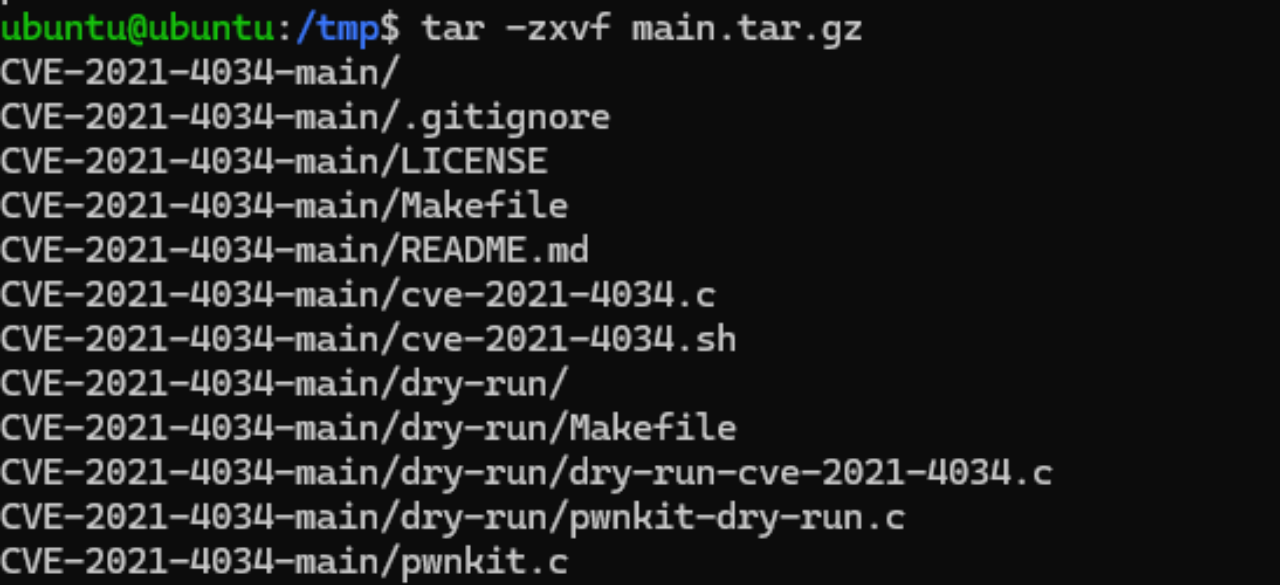 ubuntu@ubuntu:/tmp$ tar -zxvf main.tar.gz
CVE-2021-4034-main/
CVE-2021-4034-main/.gitignore
CVE-2021-4034-main/LICENSE
CVE-2021-4034-main/Makefile
CVE-2021-4034-main/README.md
CVE-2021-4034-main/cve-2021-4034.c
CVE-2021-4034-main/cve-2021-4034.sh
CVE-2021-4034-main/dry-run/
CVE-2021-4034-main/dry-run/Makefile
CVE-2021-4034-main/dry-run/dry-run-cve-2021-4034.c
CVE-2021-4034-main/dry-run/pwnkit-dry-run.c
CVE-2021-4034-main/pwnkit.c